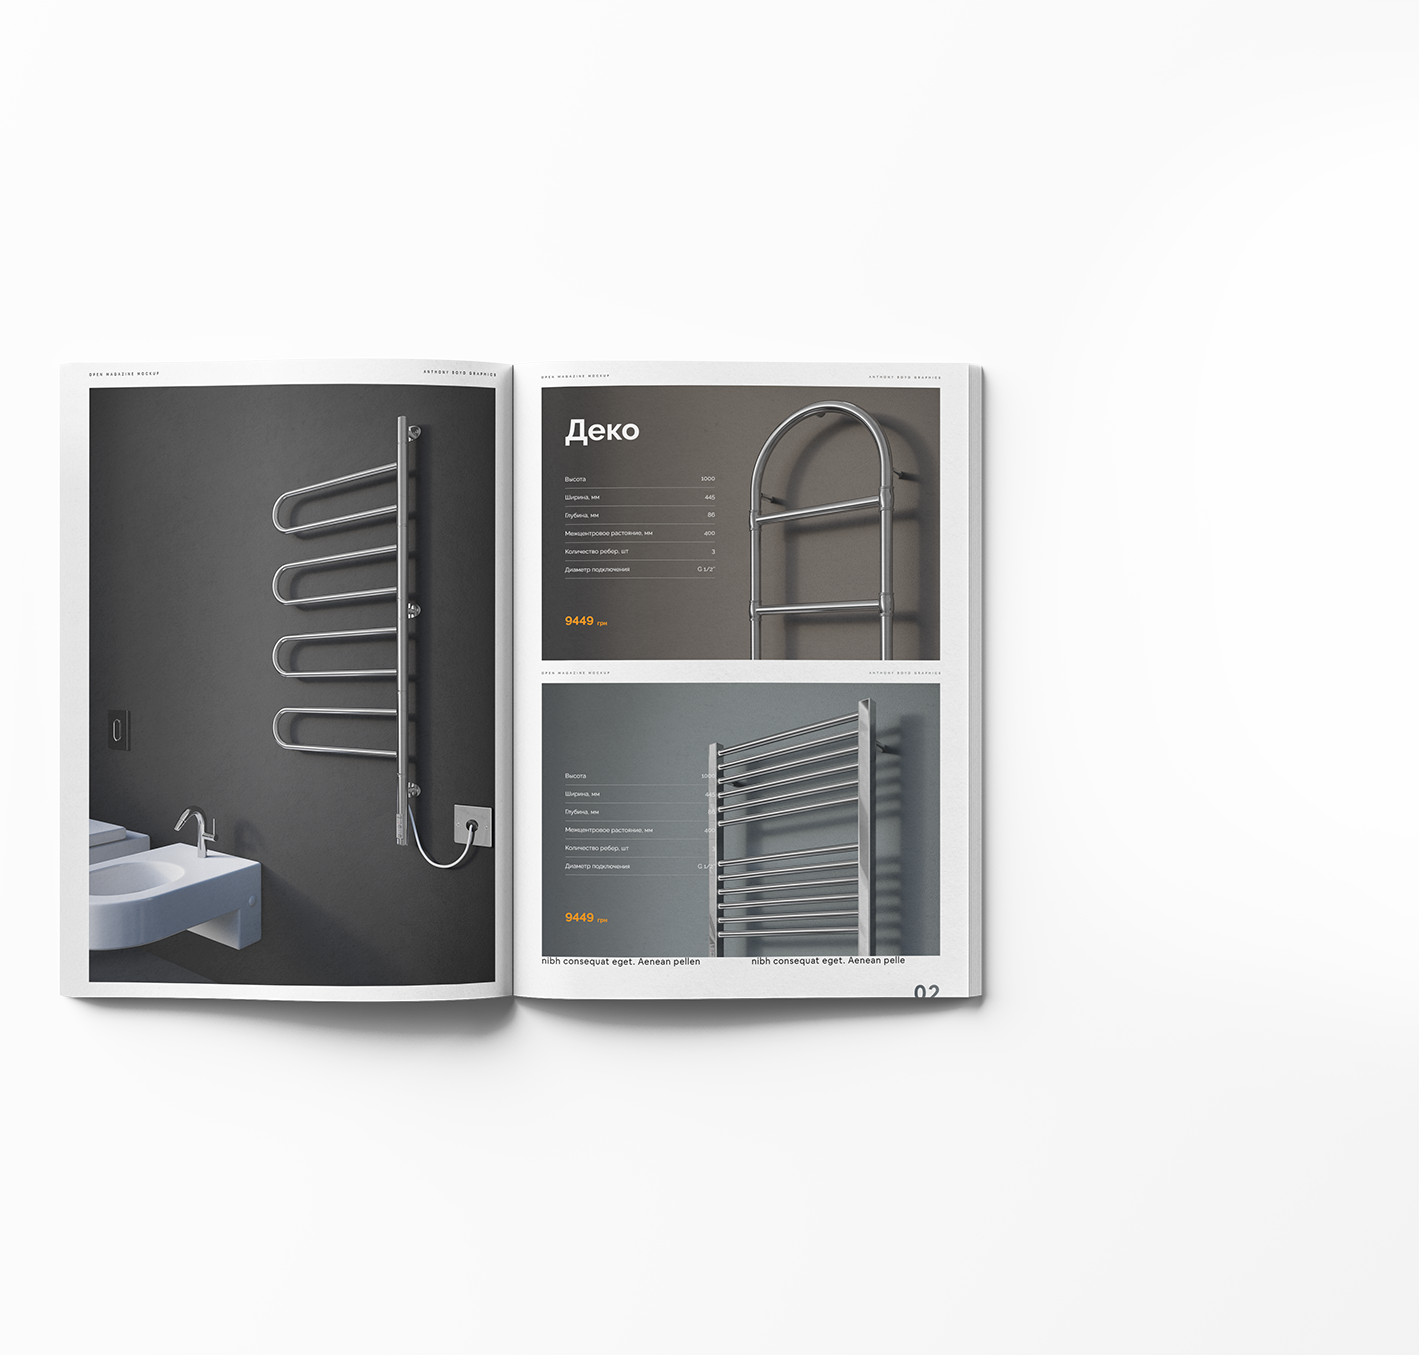 OPEN MAGAZINE MOCKUP
ANTHONY BOYD GRAPHICS
OPEN MAGAZINE MOCKUP
ANTHONY BOYD GRAPHICS
Деко
Высота 1000
Ширина, мм 445
Глубина, мм 86
Межцентровое растояние, мм 400
Количество ребер, шт 3
Диаметр подключения G 1/2"
9449 грн
OPEN MAGAZINE MOCKUP
ANTHONY BOYD GRAPHICS
Высота 1000
Ширина, мм 445
Глубина, мм 86
Межцентровое растояние, мм 400
Количество ребер, шт
Диаметр подключения G 1/2"
9449 грн
nibh consequat eget. Aenean pellen
nibh consequat eget. Aenean pelle
02